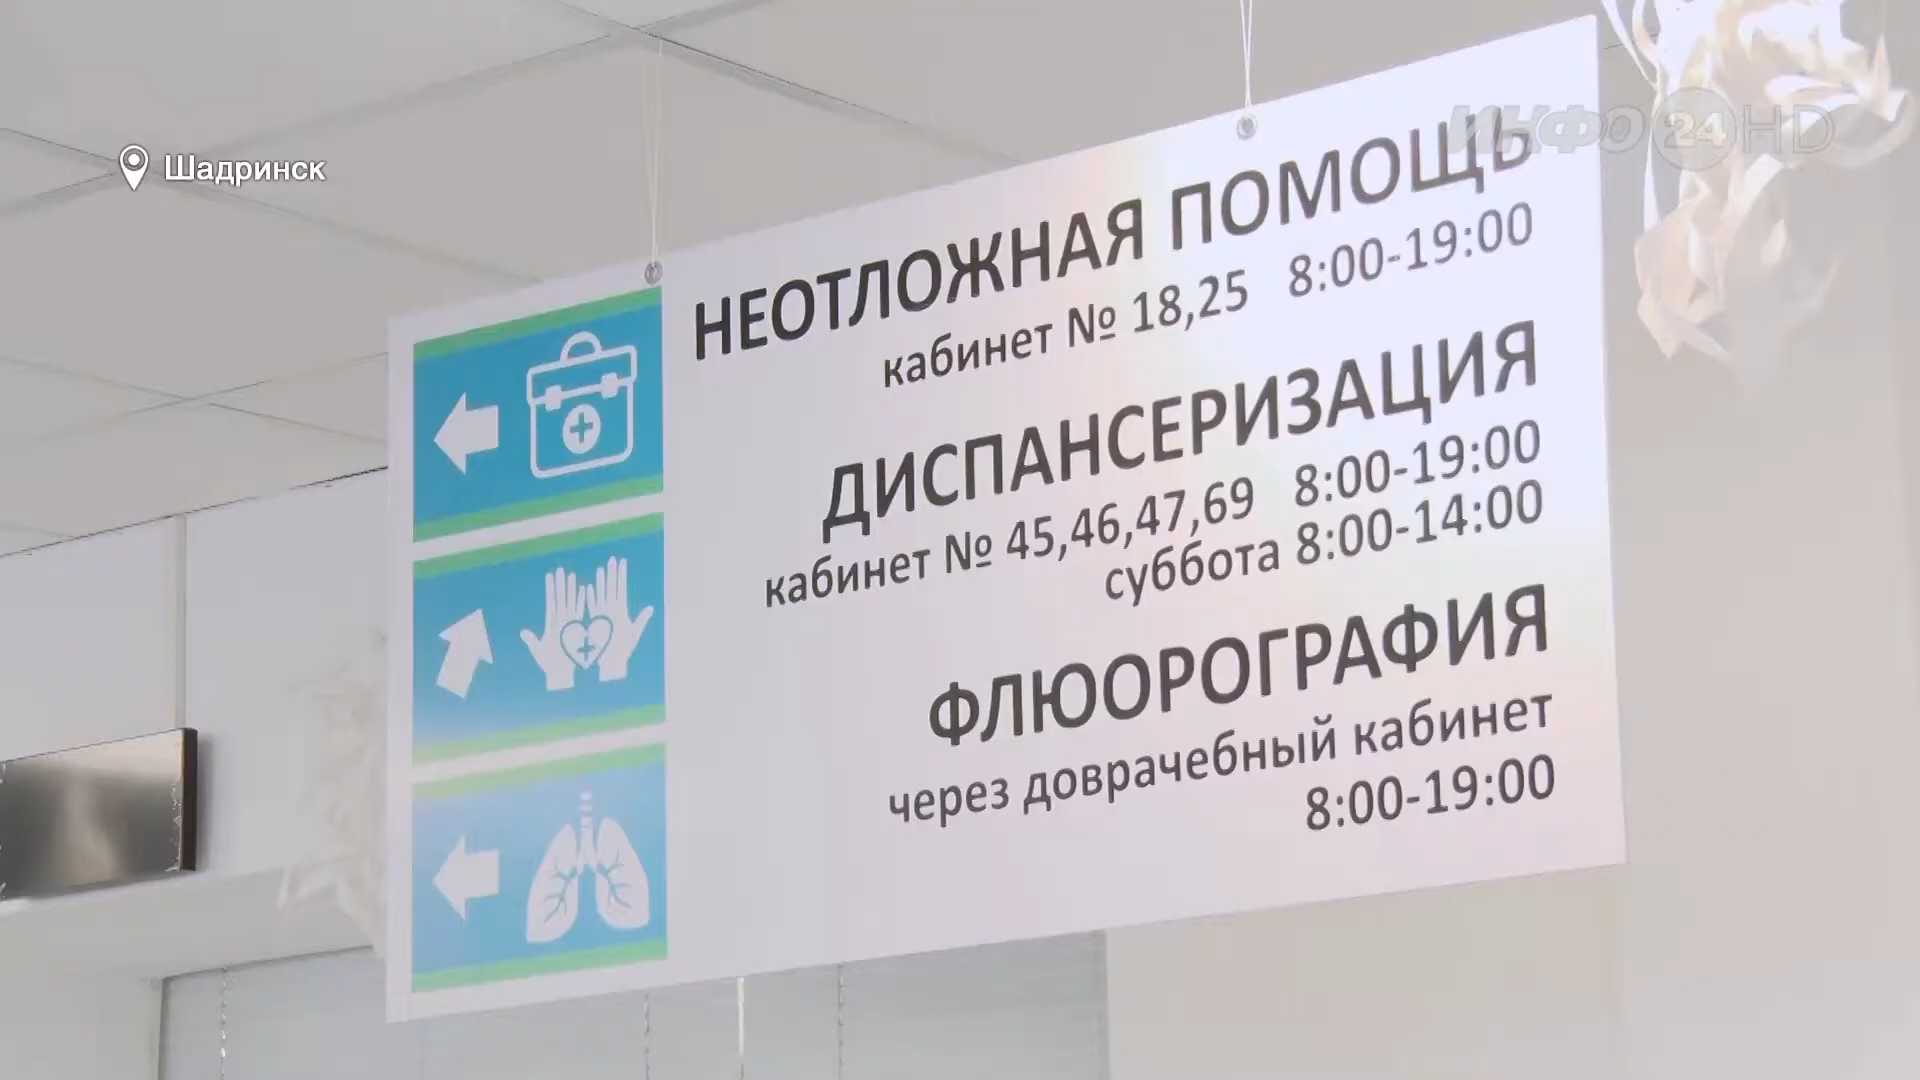 Шадринск
ИНФО 24 HD
НЕОТЛОЖНАЯ ПОМОЩЬ
кабинет № 18,25 8:00-19:00
ДИСПАНСЕРИЗАЦИЯ
кабинет № 45,46,47,69 8:00-19:00
суббота 8:00-14:00
ФЛЮОРОГРАФИЯ
через доврачебный кабинет
8:00-19:00